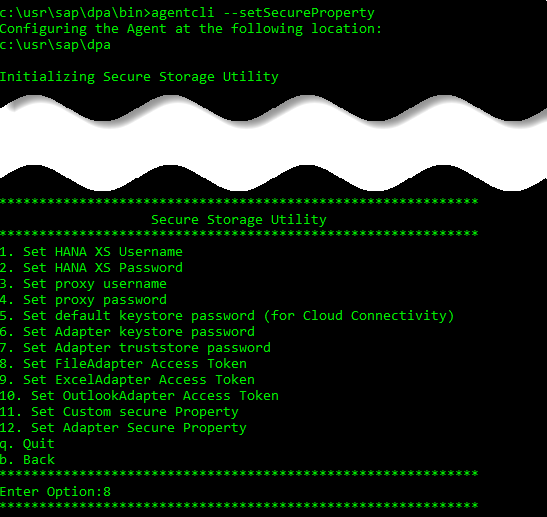 c:\usr\sap\dpa\bin>agentcli --setSecureProperty
Configuring the Agent at the following location:
c:\usr\sap\dpa
Initializing Secure Storage Utility
************************************************************
Secure Storage Utility
************************************************************
1. Set HANA XS Username
2. Set HANA XS Password
3. Set proxy username
4. Set proxy password
5. Set default keystore password (for Cloud Connectivity)
6. Set Adapter keystore password
7. Set Adapter truststore password
8. Set FileAdapter Access Token
9. Set ExcelAdapter Access Token
10. Set OutlookAdapter Access Token
11. Set Custom secure Property
12. Set Adapter Secure Property
q. Quit
b. Back
************************************************************
Enter Option:8
************************************************************